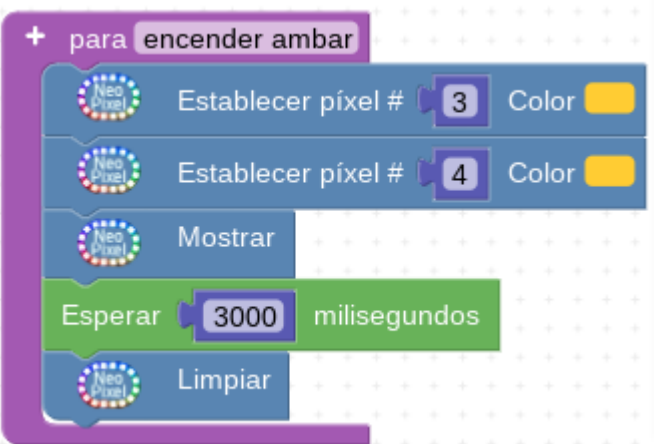 + para encender ambar
Neo Pixel Establecer píxel # 3 Color
Neo Pixel Establecer píxel # 4 Color
Neo Pixel Mostrar
Esperar 3000 milisegundos
Neo Pixel Limpiar